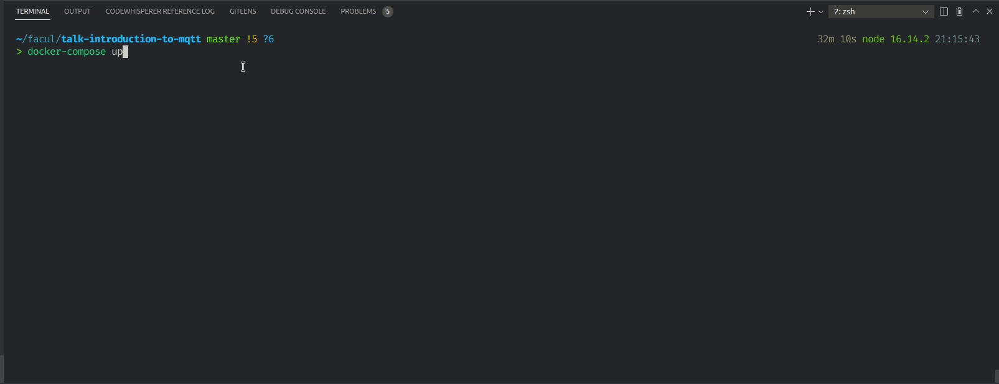 TERMINAL OUTPUT CODEWHISPERER REFERENCE LOG GITLENS DEBUG CONSOLE PROBLEMS 5 2: zsh
~/facul/talk-introduction-to-mqtt master !5 ?6 32m 10s node 16.14.2 21:15:43
> docker-compose up